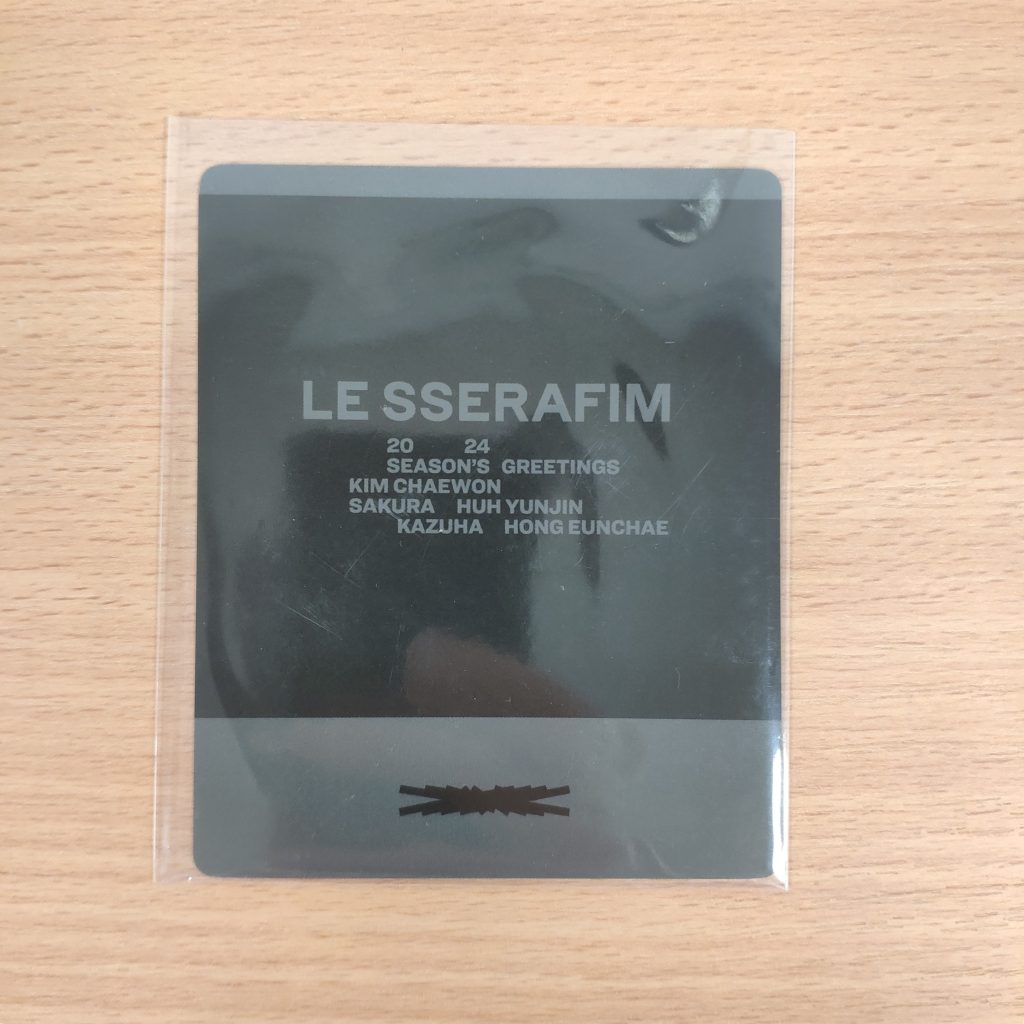 LE SSERAFIM
20 24
SEASON'S GREETINGS
KIM CHAEWON
SAKURA HUH YUNJIN
KAZUHA HONG EUNCHAE